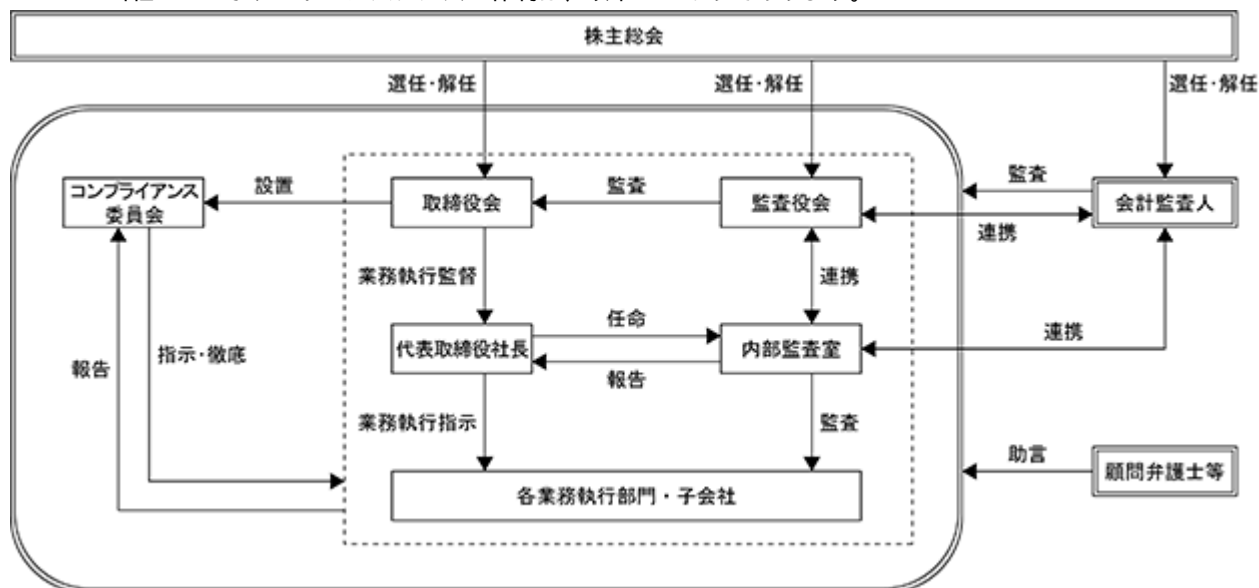 株主総会
選任・解任
選任・解任
選任・解任
コンプライアンス
委員会
設置
取締役会
監査
監査役会
監査
会計監査人
連携
業務執行監督
連携
任命
代表取締役社長
内部監査室
連携
報告
報告
指示・徹底
業務執行指示
監査
助言
各業務執行部門・子会社
顧問弁護士等